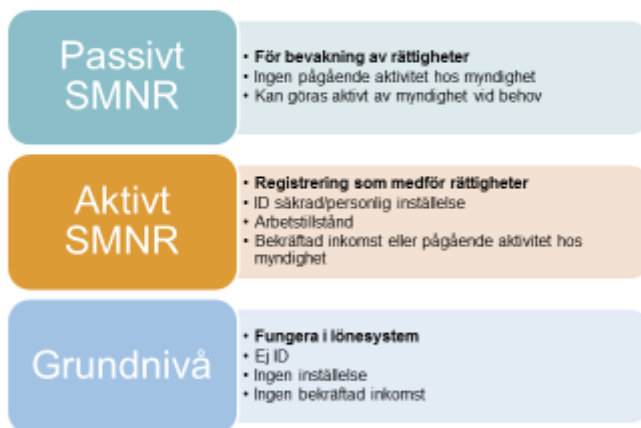 Passivt
SMNR
• För bevakning av rättigheter
• Ingen pågående aktivitet hos myndighet
• Kan göras aktivt av myndighet vid behov
Aktivt
SMNR
• Registrering som medför rättigheter
• ID säkrad/personlig inställelse
• Arbetstillstånd
• Bekräftad inkomst eller pågående aktivitet hos
myndighet
Grundnivå
• Fungera i lönesystem
• Ej ID
• Ingen inställelse
• Ingen bekräftad inkomst